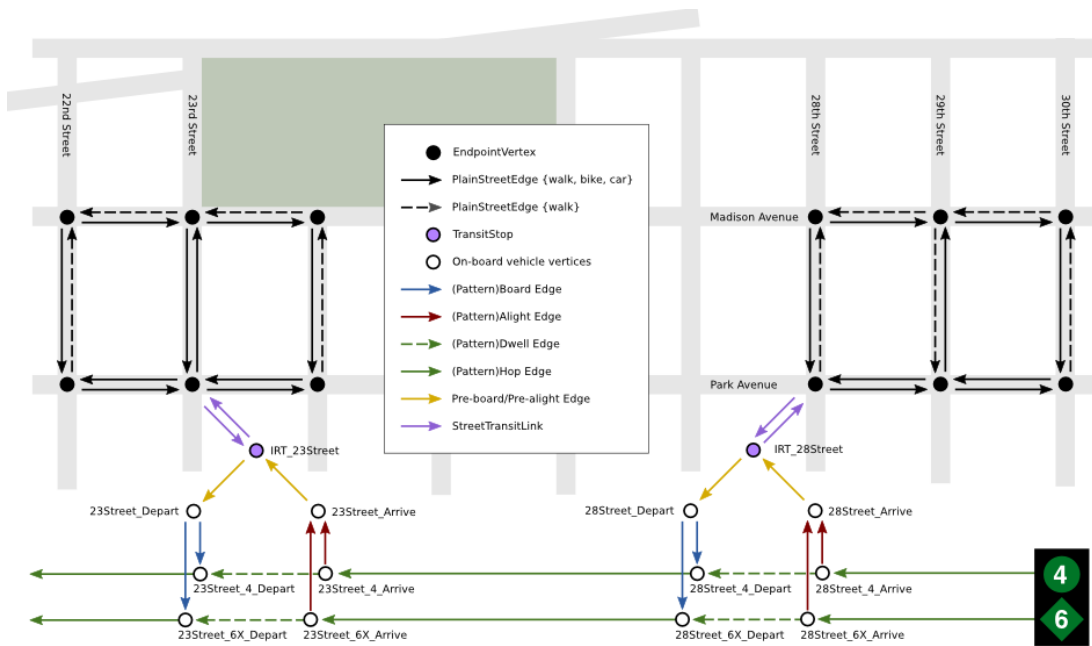 22nd Street
23rd Street
28th Street
29th Street
30th Street
EndpointVertex
PlainStreetEdge {walk, bike, car}
PlainStreetEdge {walk}
TransitStop
On-board vehicle vertices
(Pattern)Board Edge
(Pattern)Alight Edge
(Pattern)Dwell Edge
(Pattern)Hop Edge
Pre-board/Pre-alight Edge
StreetTransitLink
Madison Avenue
Park Avenue
IRT_23Street
IRT_28Street
23Street_Depart
23Street_Arrive
28Street_Depart
28Street_Arrive
23Street_4_Depart
23Street_4_Arrive
28Street_4_Depart
28Street_4_Arrive
4
23Street_6X_Depart
23Street_6X_Arrive
28Street_6X_Depart
28Street_6X_Arrive
6